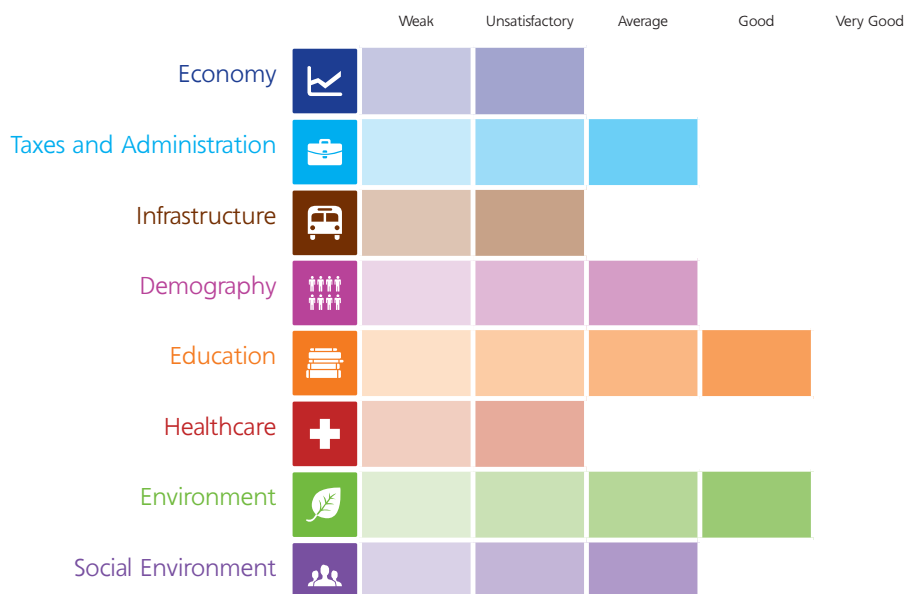 Weak Unsatisfactory Average Good Very Good
Economy
Taxes and Administration
Infrastructure
Demography
Education
Healthcare
Environment
Social Environment